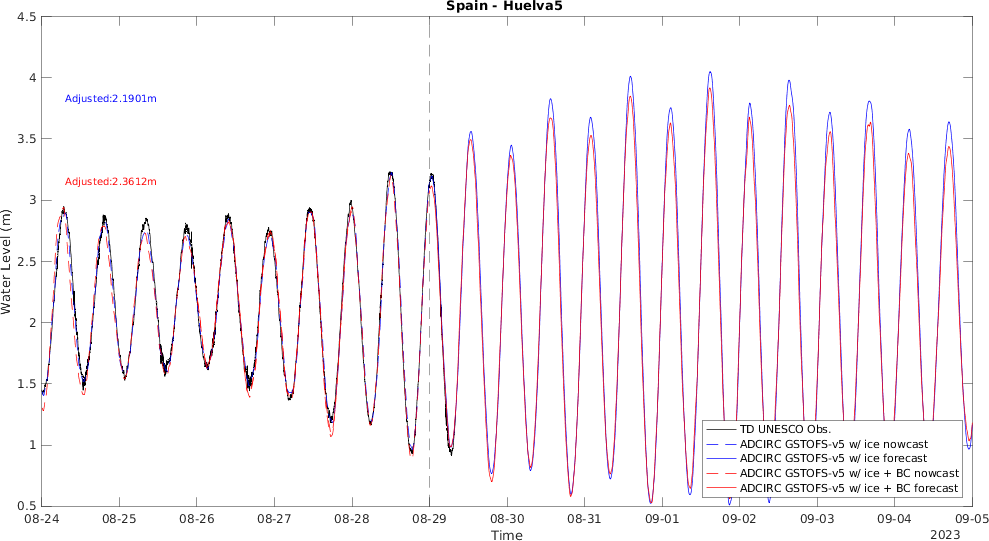 Spain - Huelva5
4.5
4
3.5
3
2.5
2
1.5
1
0.5
Water Level (m)
Adjusted:2.1901m
Adjusted:2.3612m
TD UNESCO Obs.
ADCIRC GSTOFS-v5 w/ ice nowcast
ADCIRC GSTOFS-v5 w/ ice forecast
ADCIRC GSTOFS-v5 w/ ice + BC nowcast
ADCIRC GSTOFS-v5 w/ ice + BC forecast
08-24 08-25 08-26 08-27 08-28 08-29 08-30 08-31 09-01 09-02 09-03 09-04 09-05
Time
2023